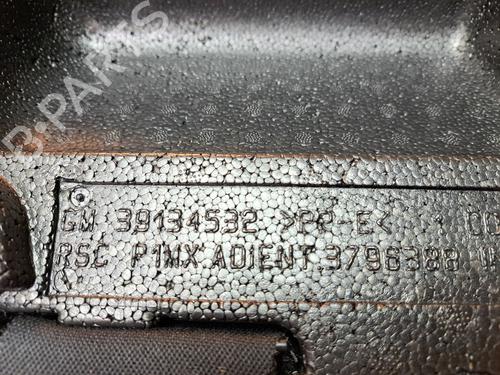 B-PARTS
GM 39134532 >PP-E<
RSC P1MX ADIENT 3796388